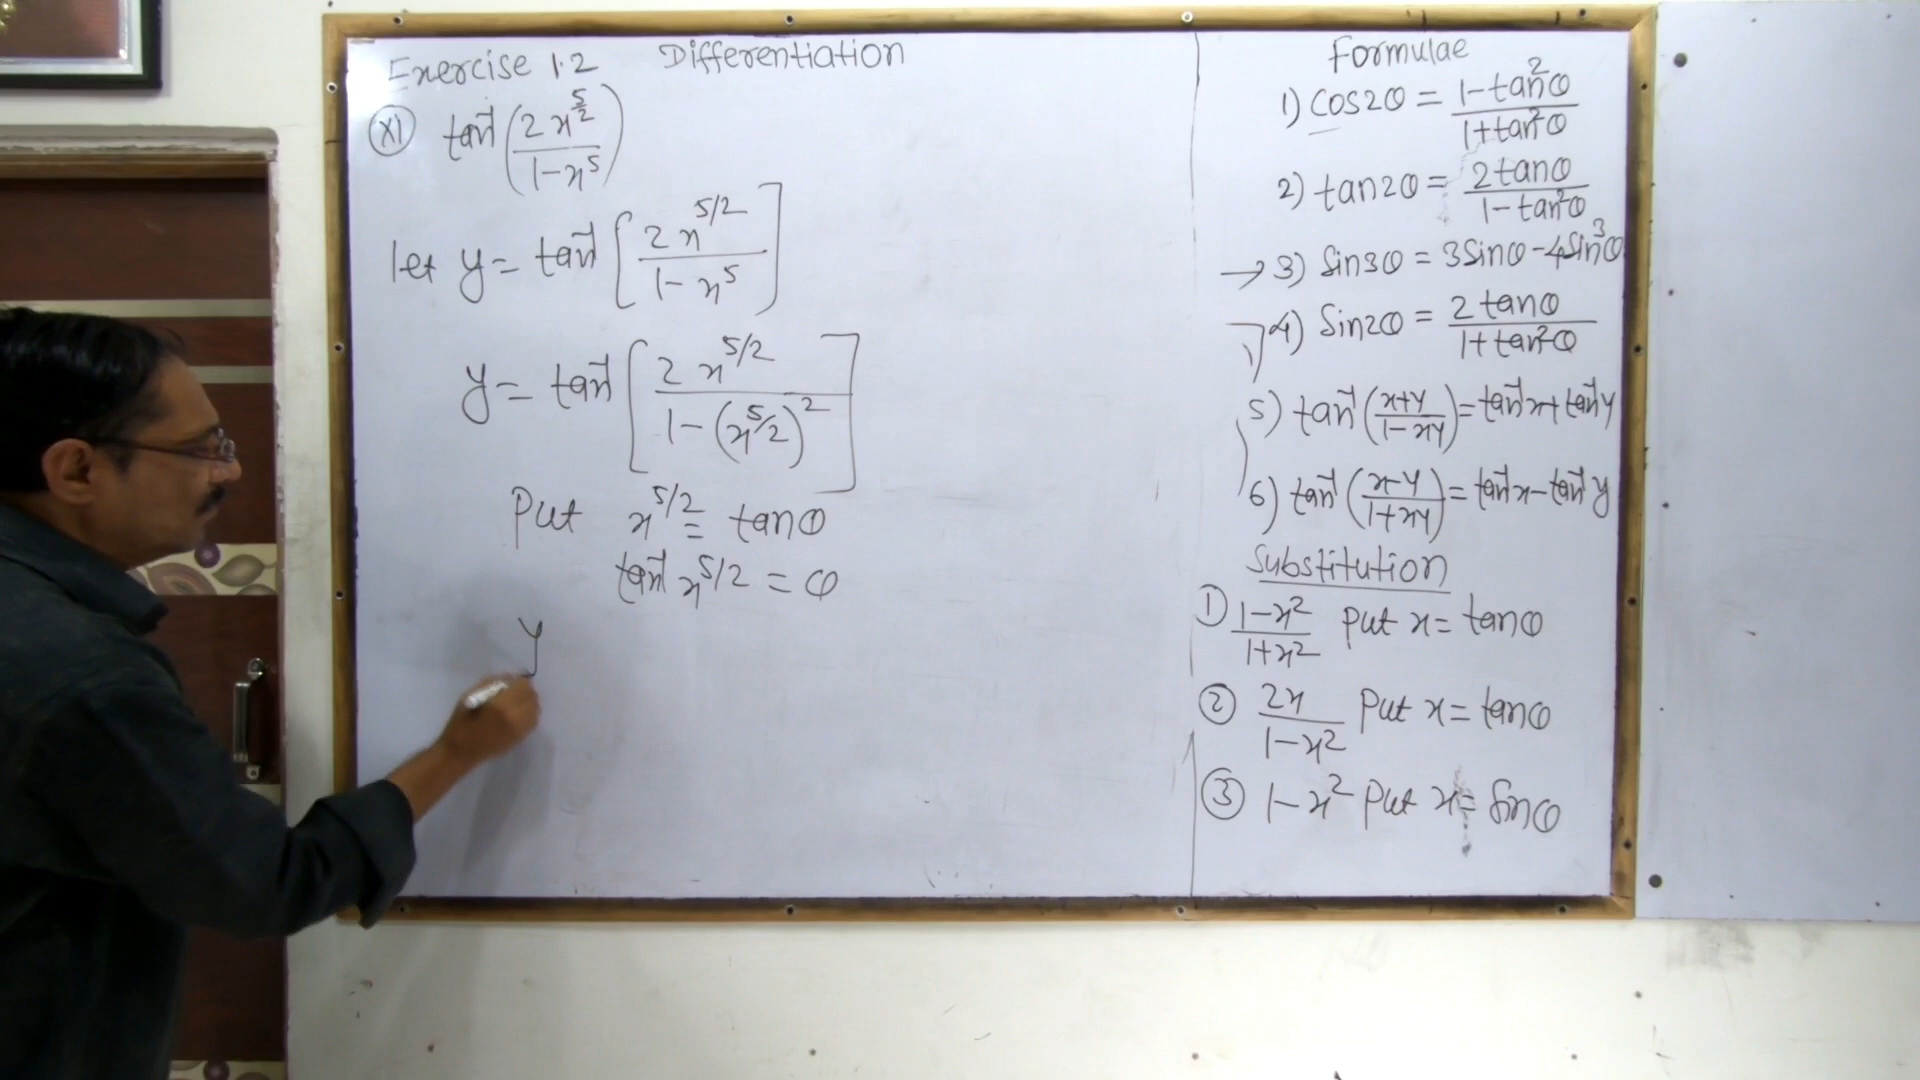 Exercise 1.2 Differentiation
(XI) tan⁻¹(2x^5/2 / 1-x⁵)
let y = tan⁻¹[2x^5/2 / 1-x⁵]
y = tan⁻¹[2x^5/2 / 1-(x^5/2)²]
Put x^5/2 = tanθ
tan⁻¹ x^5/2 = θ
y
Formulae
1) Cos2θ = 1-tan²θ / 1+tan²θ
2) tan2θ = 2tanθ / 1-tan²θ
→ 3) Sin3θ = 3Sinθ-4Sin³θ
4) Sin2θ = 2tanθ / 1+tan²θ
5) tan⁻¹(x+y / 1-xy) = tan⁻¹x+tan⁻¹y
6) tan⁻¹(x-y / 1+xy) = tan⁻¹x-tan⁻¹y
Substitution
① 1-x² / 1+x² Put x = tanθ
② 2x / 1-x² Put x = tanθ
③ 1-x² Put x = Sinθ